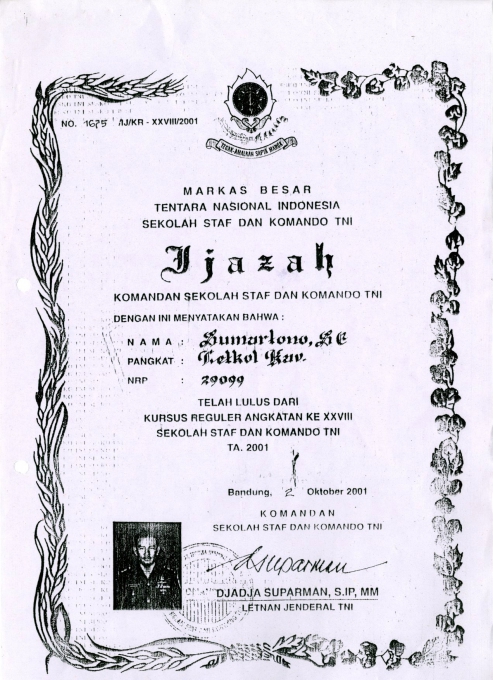 NO. 1675 /IJ/KR - XXVIII/2001
MARKAS BESAR
TENTARA NASIONAL INDONESIA
SEKOLAH STAF DAN KOMANDO TNI
Ijazah
KOMANDAN SEKOLAH STAF DAN KOMANDO TNI
DENGAN INI MENYATAKAN BAHWA :
NAMA : Sumartono, SE
PANGKAT : Letkol Kav.
NRP : 29099
TELAH LULUS DARI
KURSUS REGULER ANGKATAN KE XXVIII
SEKOLAH STAF DAN KOMANDO TNI
TA. 2001
Bandung, 2 Oktober 2001
KOMANDAN
SEKOLAH STAF DAN KOMANDO TNI
DJADJA SUPARMAN, S.IP, MM
LETNAN JENDERAL TNI